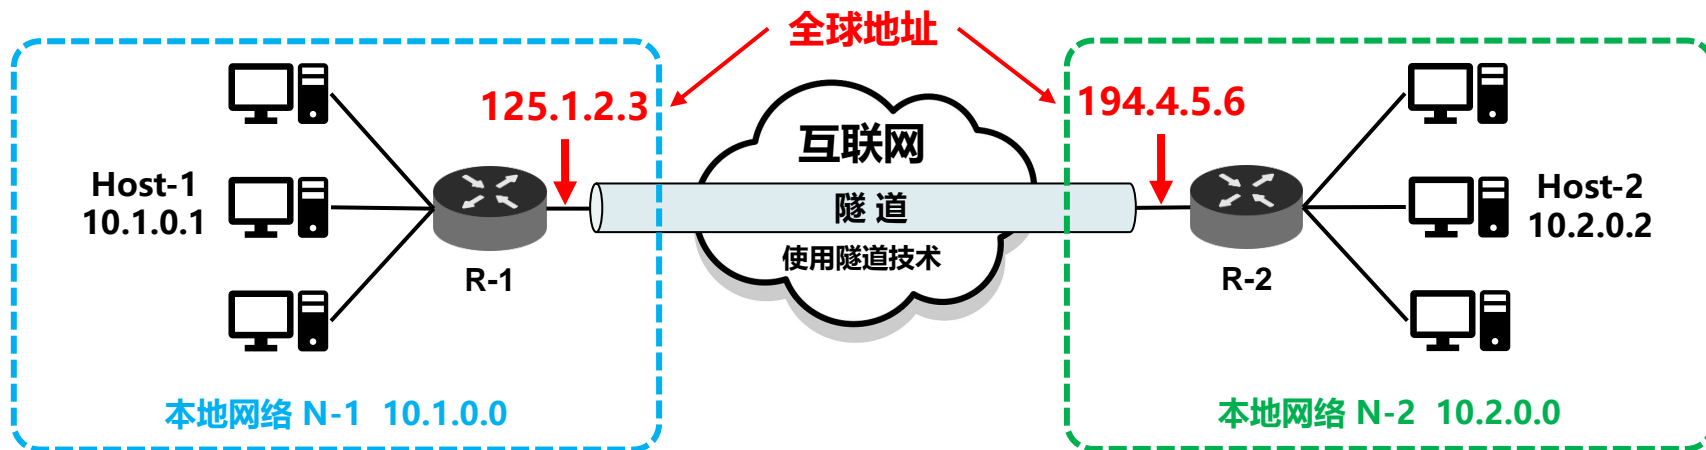 全球地址
125.1.2.3
194.4.5.6
互联网
Host-1
10.1.0.1
隧 道
Host-2
10.2.0.2
使用隧道技术
R-1
R-2
本地网络 N-1 10.1.0.0
本地网络 N-2 10.2.0.0